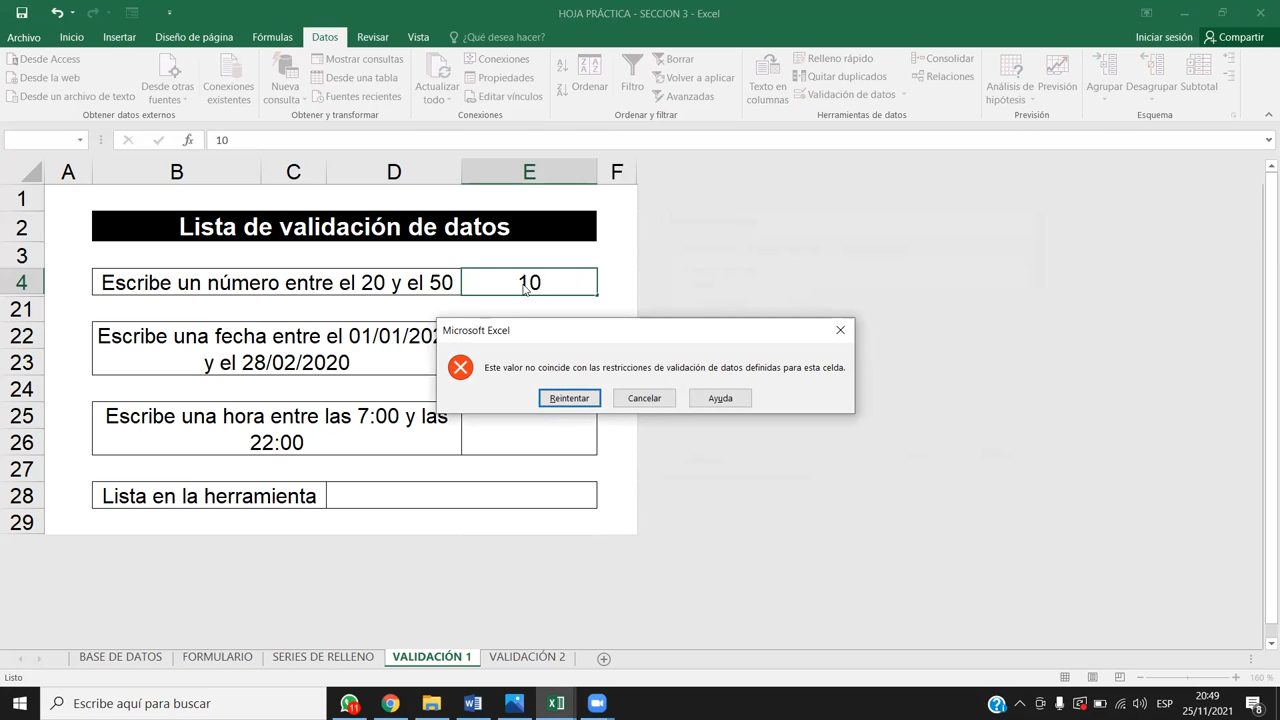 HOJA PRÁCTICA - SECCION 3 - Excel
Archivo Inicio Insertar Diseño de página Fórmulas Datos Revisar Vista ¿Qué desea hacer? Iniciar sesión Compartir
Desde Access
Desde la web
Desde un archivo de texto
Desde otras fuentes
Conexiones existentes
Obtener datos externos
Nueva consulta
Mostrar consultas
Desde una tabla
Fuentes recientes
Obtener y transformar
Actualizar todo
Conexiones
Propiedades
Editar vínculos
Conexiones
Ordenar
Filtro
Borrar
Volver a aplicar
Avanzadas
Ordenar y filtrar
Texto en columnas
Relleno rápido
Quitar duplicados
Validación de datos
Consolidar
Relaciones
Herramientas de datos
Análisis de hipótesis
Previsión
Previsión
Agrupar
Desagrupar
Subtotal
Esquema
fx 10
A B C D E F
1
2 Lista de validación de datos
3
4 Escribe un número entre el 20 y el 50 10
21
22 Escribe una fecha entre el 01/01/202
23 y el 28/02/2020
24
25 Escribe una hora entre las 7:00 y las
26 22:00
27
28 Lista en la herramienta
29
Microsoft Excel
Este valor no coincide con las restricciones de validación de datos definidas para esta celda.
Reintentar Cancelar Ayuda
BASE DE DATOS FORMULARIO SERIES DE RELLENO VALIDACIÓN 1 VALIDACIÓN 2
Listo 160 %
Escribe aquí para buscar
11
ESP
20:49
25/11/2021
8